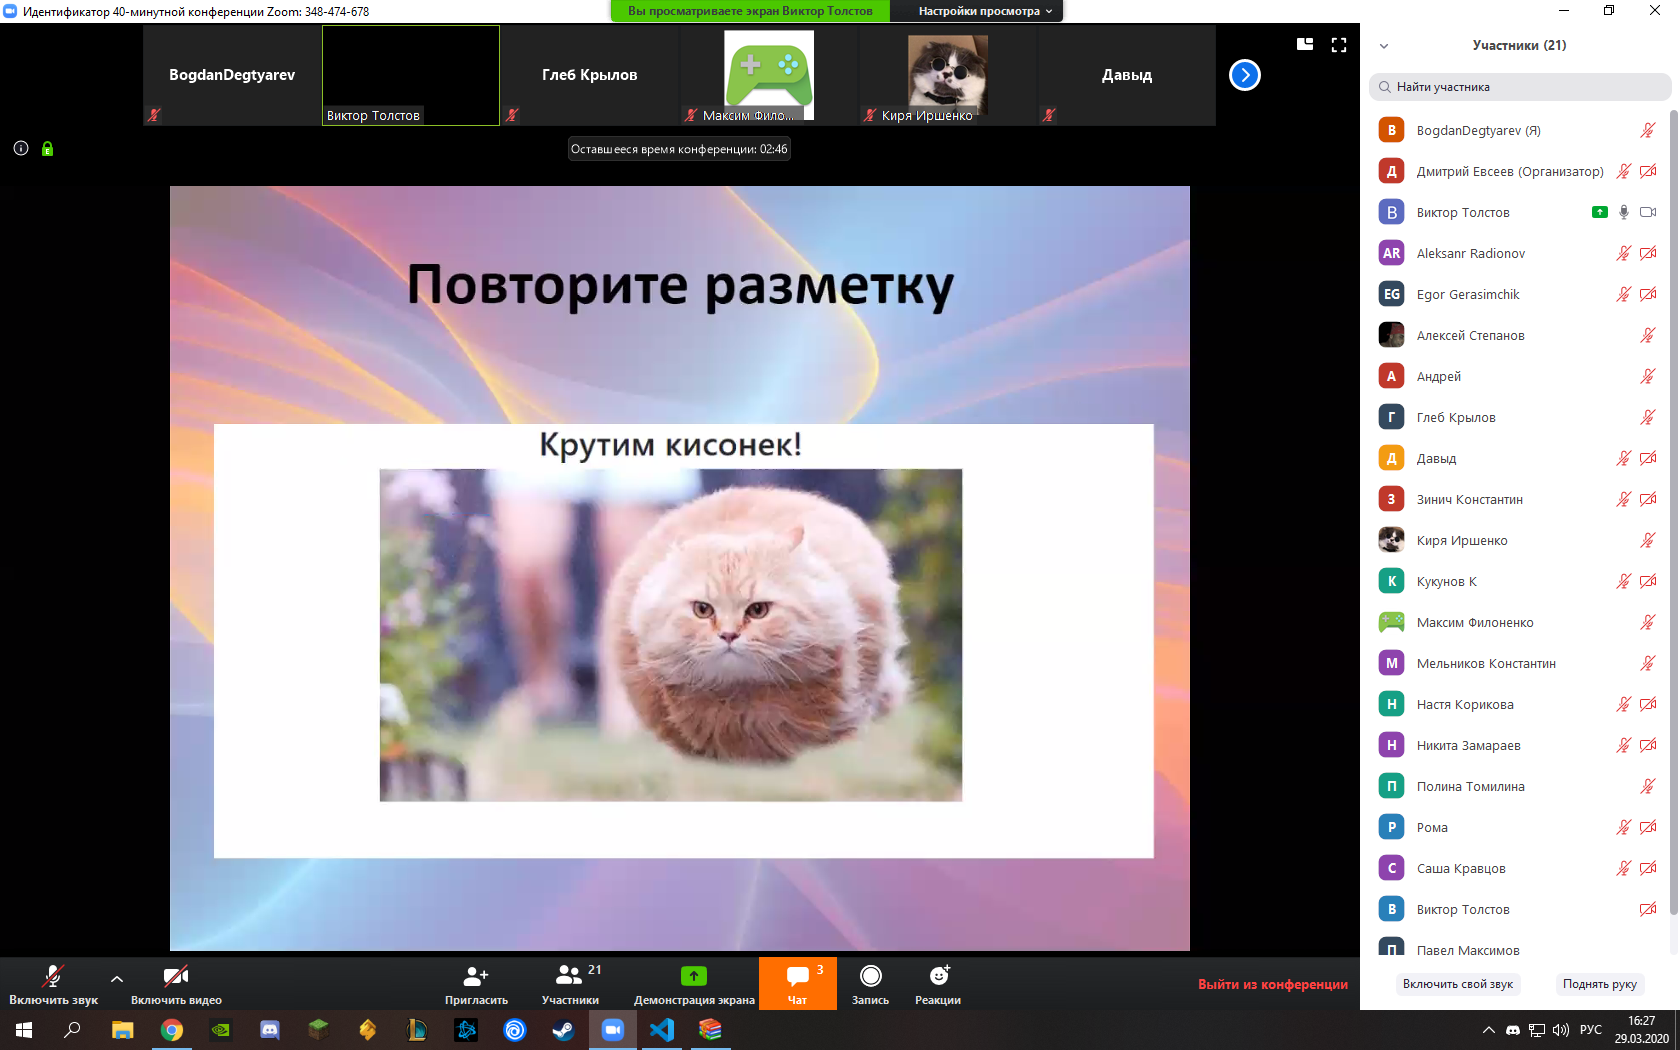 Идентификатор 40-минутной конференции Zoom: 348-474-678
Вы просматриваете экран Виктор Толстов
Настройки просмотра
BogdanDegtyarev
Виктор Толстов
Глеб Крылов
Максим Фило...
Киря Иршенко
Давыд
Оставшееся время конференции: 02:46
Повторите разметку
Крутим кисонек!
Участники (21)
Найти участника
B BogdanDegtyarev (Я)
Д Дмитрий Евсеев (Организатор)
В Виктор Толстов
AR Aleksanr Radionov
EG Egor Gerasimchik
Алексей Степанов
А Андрей
Г Глеб Крылов
Д Давыд
З Зинич Константин
Киря Иршенко
К Кукунов К
Максим Филоненко
М Мельников Константин
Н Настя Корикова
Н Никита Замараев
П Полина Томилина
Р Рома
С Саша Кравцов
В Виктор Толстов
П Павел Максимов
Включить свой звук
Поднять руку
Включить звук
Включить видео
Пригласить
21
Участники
Демонстрация экрана
3
Чат
Запись
Реакции
Выйти из конференции
РУС
16:27
29.03.2020